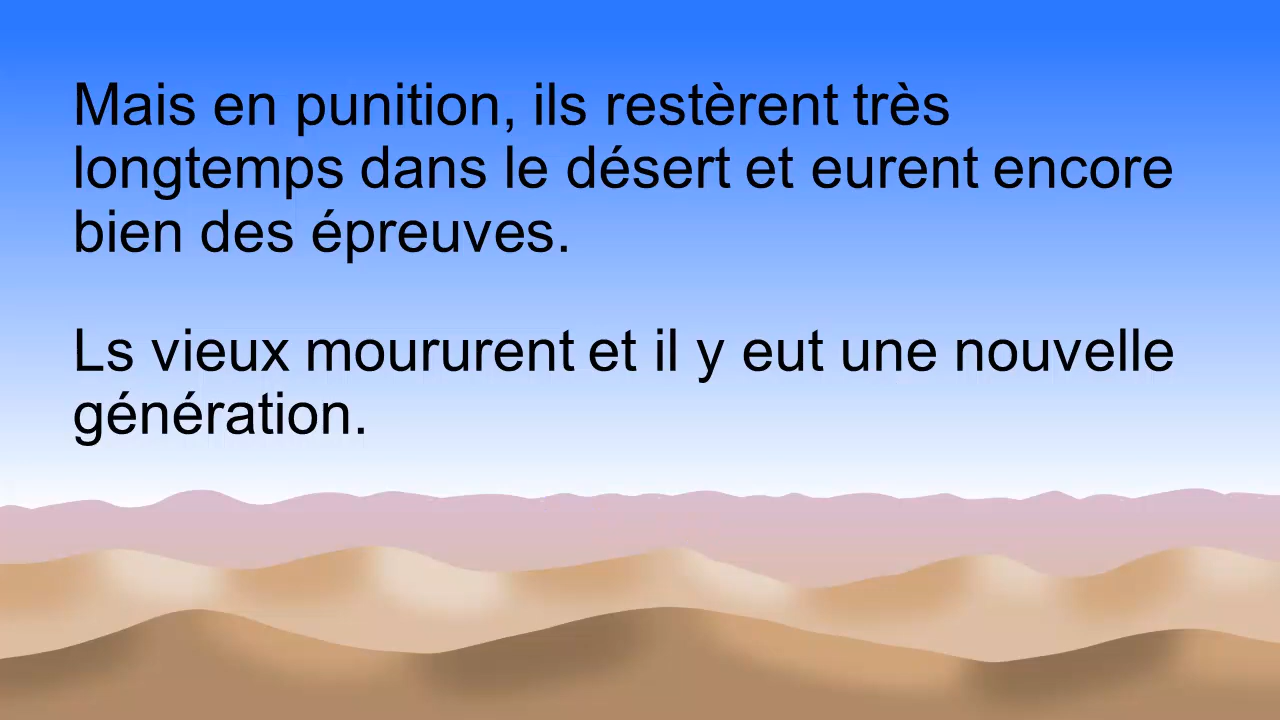 Mais en punition, ils restèrent très
longtemps dans le désert et eurent encore
bien des épreuves.
Ls vieux moururent et il y eut une nouvelle
génération.